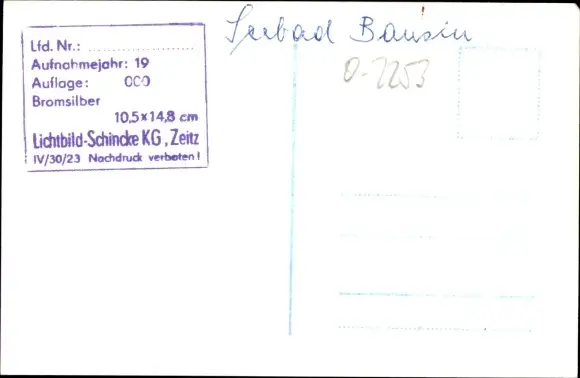 Lfd. Nr.: ........................
Aufnahmejahr: 19
Auflage: 000
Bromsilber
10,5x14,8 cm
Lichtbild-Schincke KG, Zeitz
IV/30/23 Nachdruck verboten!
Seebad Bansin
O-2253